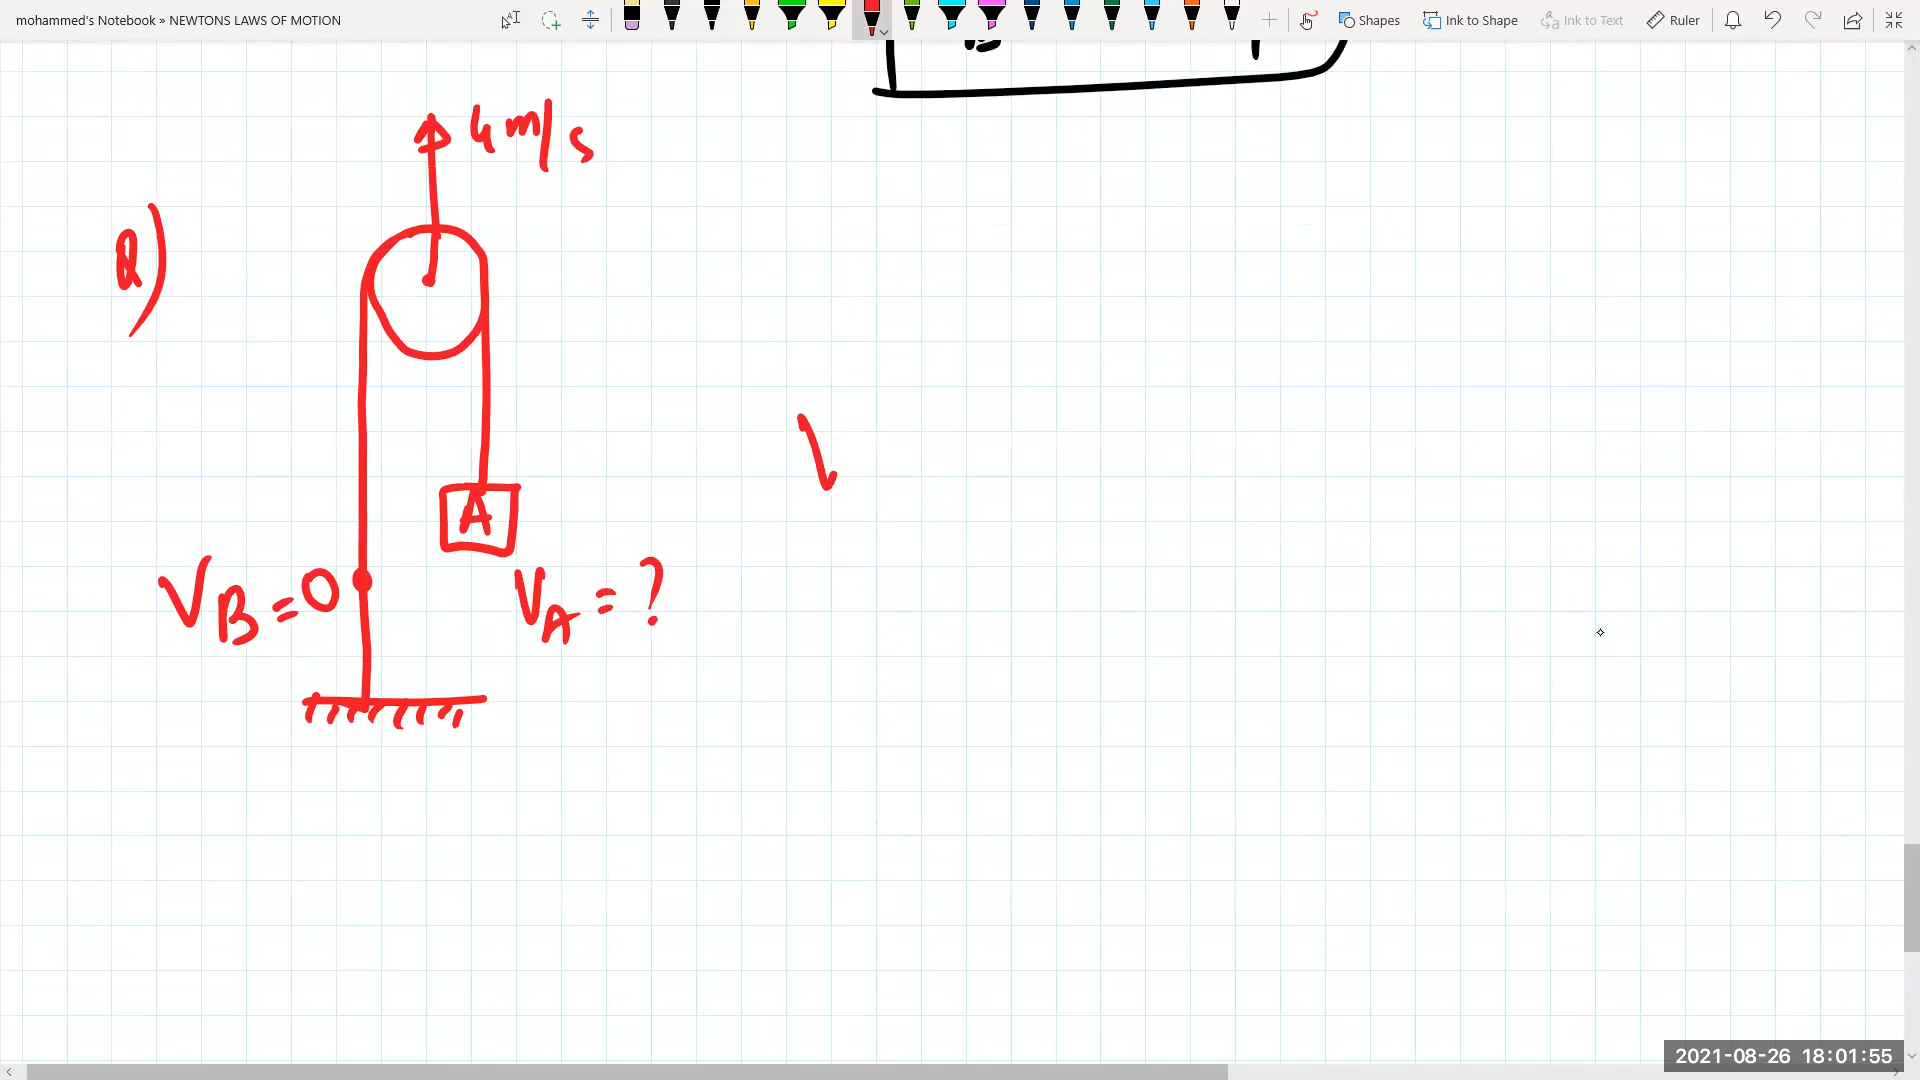 mohammed's Notebook » NEWTONS LAWS OF MOTION
Shapes
Ink to Shape
Ink to Text
Ruler
4 m/s
Q)
A
VB=0
VA=?
2021-08-26 18:01:55